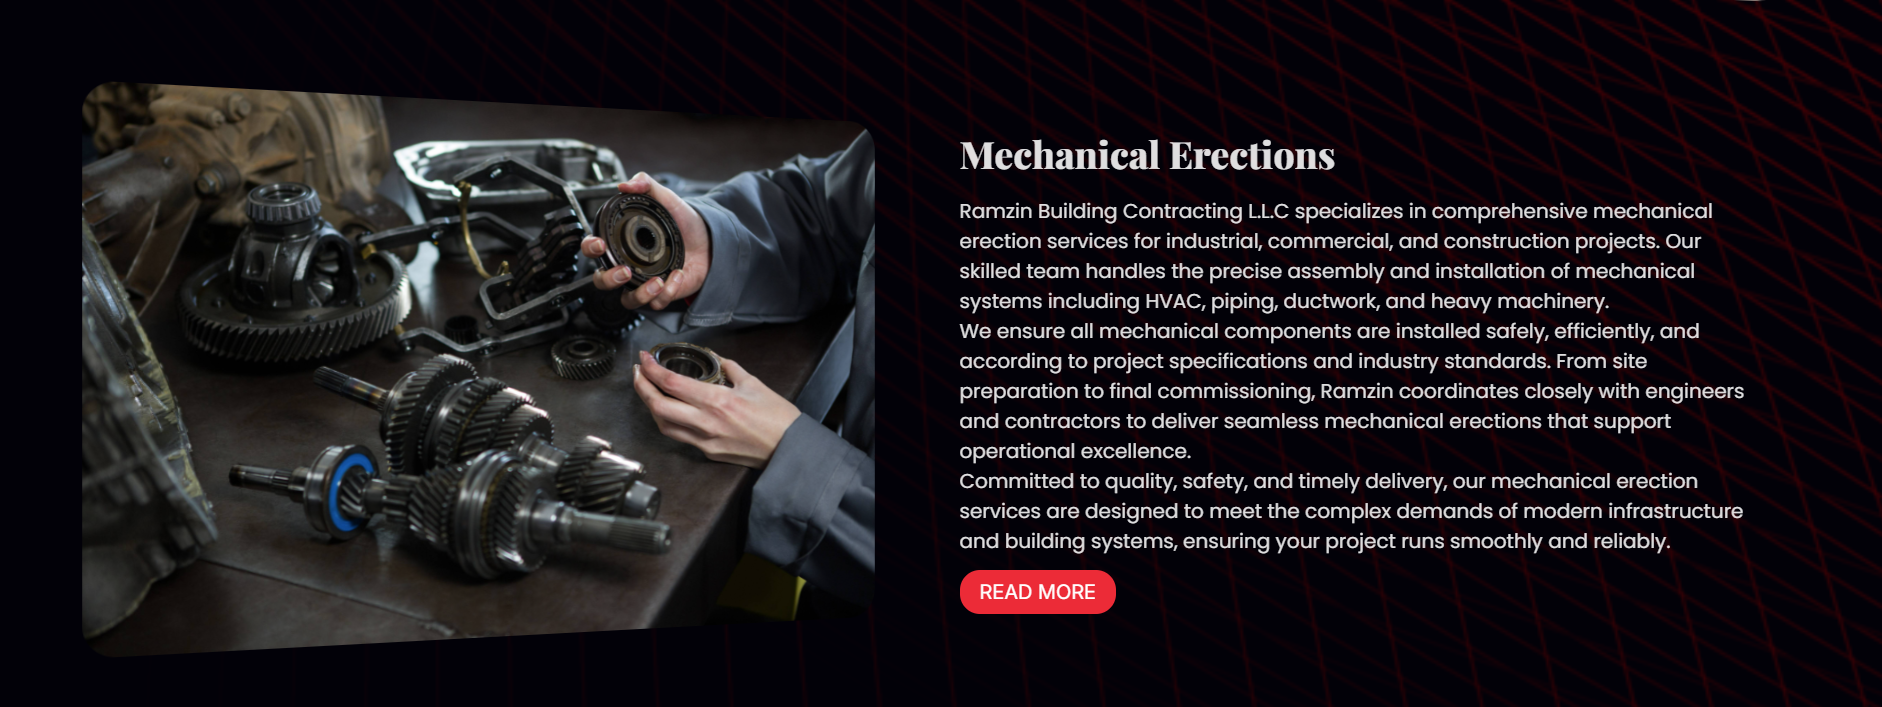 Mechanical Erections
Ramzin Building Contracting L.L.C specializes in comprehensive mechanical
erection services for industrial, commercial, and construction projects. Our
skilled team handles the precise assembly and installation of mechanical
systems including HVAC, piping, ductwork, and heavy machinery.
We ensure all mechanical components are installed safely, efficiently, and
according to project specifications and industry standards. From site
preparation to final commissioning, Ramzin coordinates closely with engineers
and contractors to deliver seamless mechanical erections that support
operational excellence.
Committed to quality, safety, and timely delivery, our mechanical erection
services are designed to meet the complex demands of modern infrastructure
and building systems, ensuring your project runs smoothly and reliably.
READ MORE